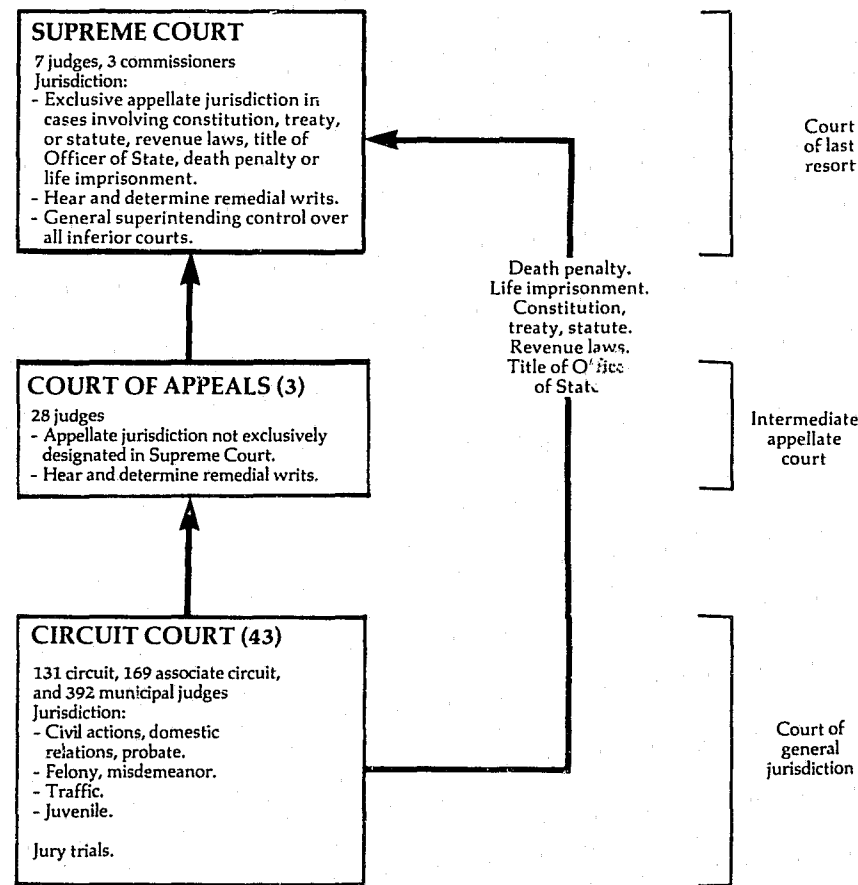 SUPREME COURT
7 judges, 3 commissioners
Jurisdiction:
- Exclusive appellate jurisdiction in
cases involving constitution, treaty,
or statute, revenue laws, title of
Officer of State, death penalty or
life imprisonment.
- Hear and determine remedial writs.
- General superintending control over
all inferior courts.
Court
of last
resort
Death penalty.
Life imprisonment.
Constitution,
treaty, statute.
Revenue laws.
Title of Office
of State
COURT OF APPEALS (3)
28 judges
- Appellate jurisdiction not exclusively
designated in Supreme Court.
- Hear and determine remedial writs.
Intermediate
appellate
court
CIRCUIT COURT (43)
131 circuit, 169 associate circuit,
and 392 municipal judges
Jurisdiction:
- Civil actions, domestic
relations, probate.
- Felony, misdemeanor.
- Traffic.
- Juvenile.
Jury trials.
Court of
general
jurisdiction